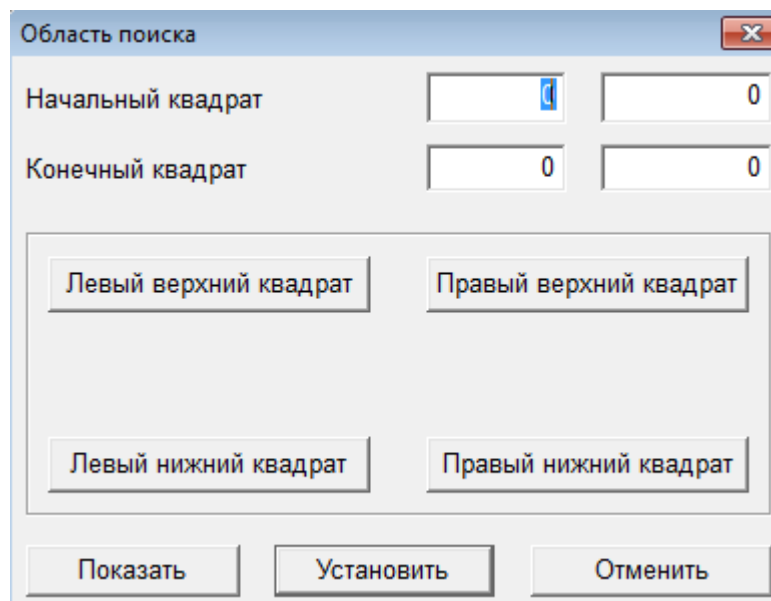 Область поиска
Начальный квадрат 0 0
Конечный квадрат 0 0
Левый верхний квадрат Правый верхний квадрат
Левый нижний квадрат Правый нижний квадрат
Показать Установить Отменить